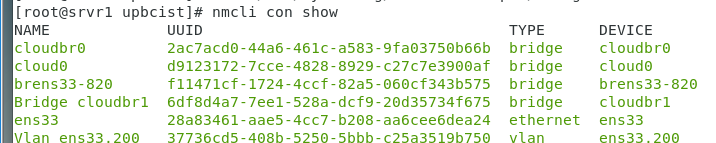 [root@srvr1 upbcist]# nmcli con show
NAME UUID TYPE DEVICE
cloudbr0 2ac7acd0-44a6-461c-a583-9fa03750b66b bridge cloudbr0
cloud0 d9123172-7cce-4828-8929-c27c7e3900af bridge cloud0
brens33-820 f11471cf-1724-4ccf-82a5-060cf343b575 bridge brens33-820
Bridge cloudbr1 6df8d4a7-7ee1-528a-dcf9-20d35734f675 bridge cloudbr1
ens33 28a83461-aae5-4cc7-b208-aa6cee6dea24 ethernet ens33
Vlan ens33.200 37736cd5-408b-5250-5bbb-c25a3519b750 vlan ens33.200